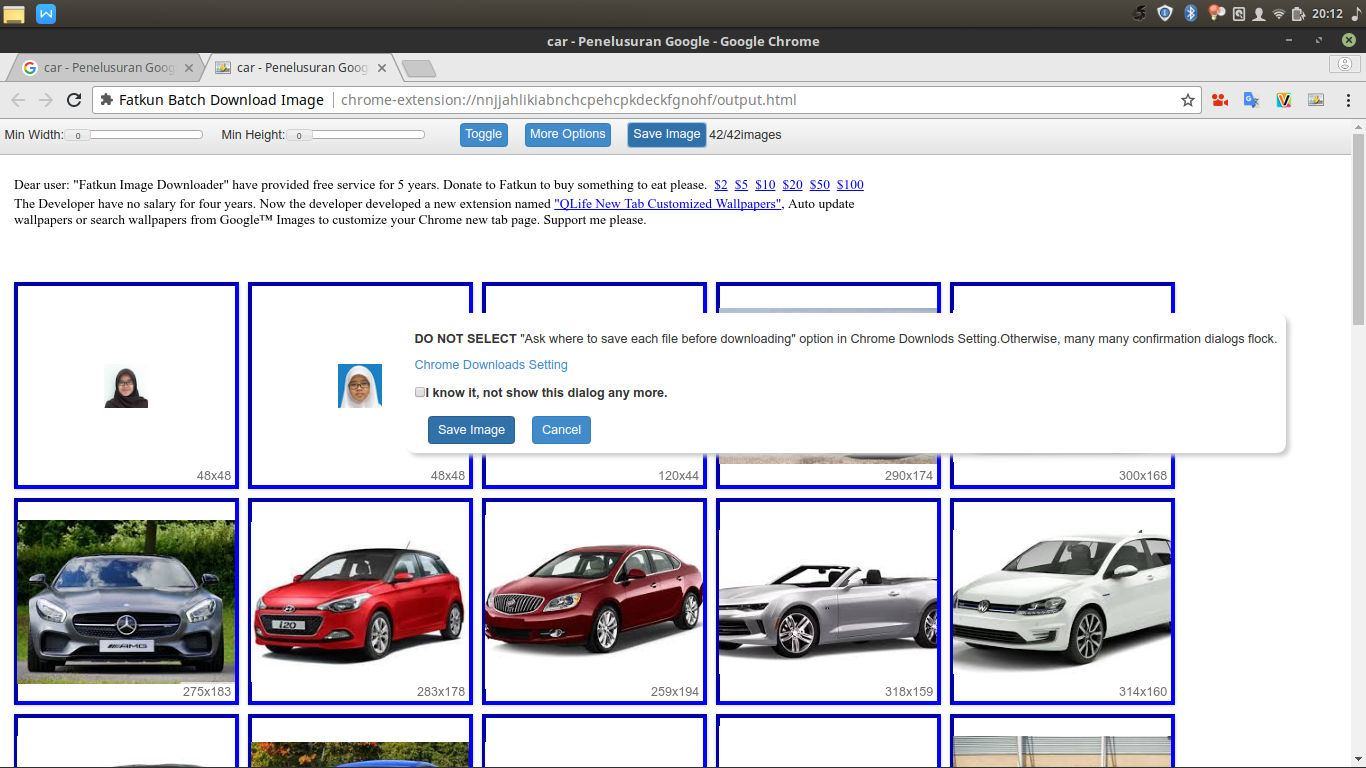 20:12
car - Penelusuran Google - Google Chrome
car - Penelusuran Goog
car - Penelusuran Goog
Fatkun Batch Download Image
chrome-extension://nnjjahlikiabnchcpehcpkdeckfgnohf/output.html
Min Width: 0 Min Height: 0 Toggle More Options Save Image 42/42images
Dear user: "Fatkun Image Downloader" have provided free service for 5 years. Donate to Fatkun to buy something to eat please. $2 $5 $10 $20 $50 $100
The Developer have no salary for four years. Now the developer developed a new extension named "QLife New Tab Customized Wallpapers", Auto update
wallpapers or search wallpapers from Google™ Images to customize your Chrome new tab page. Support me please.
DO NOT SELECT "Ask where to save each file before downloading" option in Chrome Downlods Setting.Otherwise, many many confirmation dialogs flock.
Chrome Downloads Setting
I know it, not show this dialog any more.
Save Image Cancel
48x48 48x48 120x44 290x174 300x168
AMG
i20
275x183 283x178 259x194 318x159 314x160